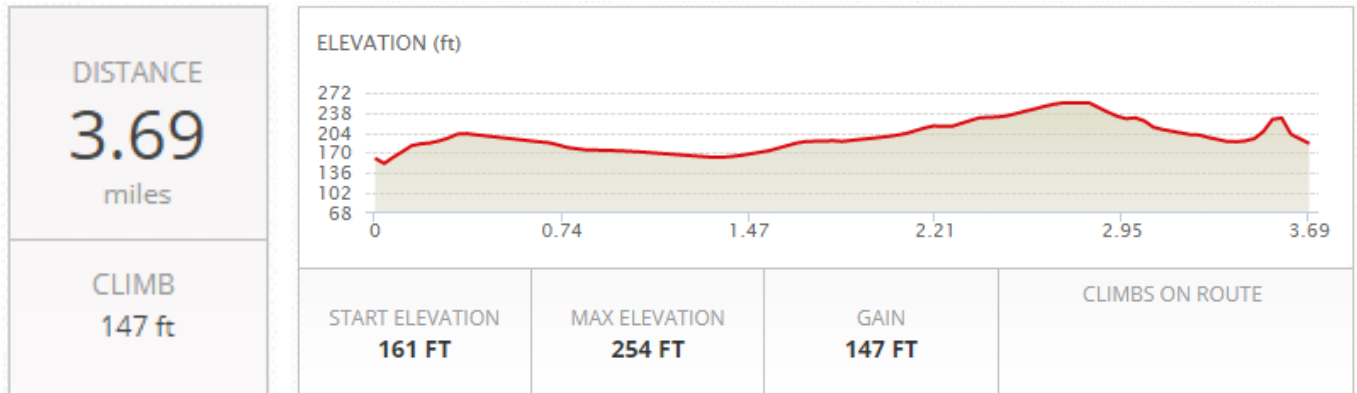 DISTANCE
3.69
miles
CLIMB
147 ft
ELEVATION (ft)
272
238
204
170
136
102
68
0 0.74 1.47 2.21 2.95 3.69
START ELEVATION
161 FT
MAX ELEVATION
254 FT
GAIN
147 FT
CLIMBS ON ROUTE